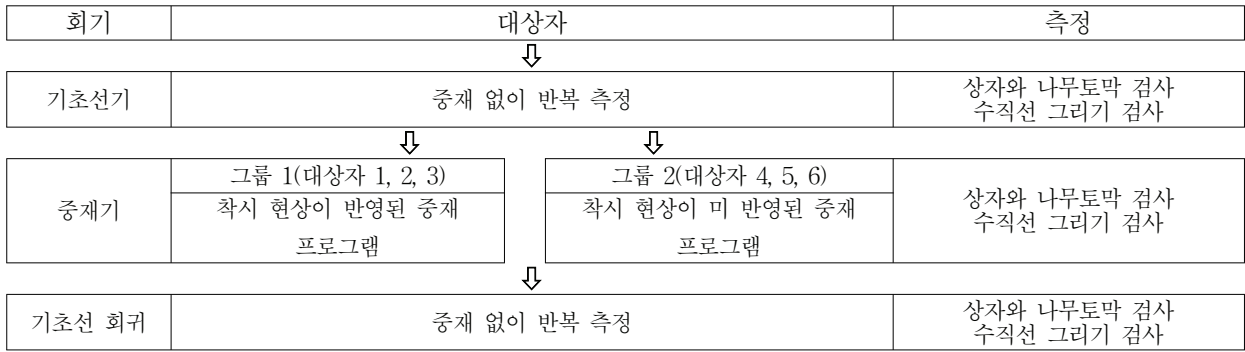 회기 대상자 측정
기초선기 중재 없이 반복 측정 상자와 나무토막 검사
수직선 그리기 검사
그룹 1(대상자 1, 2, 3) 그룹 2(대상자 4, 5, 6)
중재기 착시 현상이 반영된 중재 착시 현상이 미 반영된 중재 상자와 나무토막 검사
프로그램 프로그램 수직선 그리기 검사
기초선 회귀 중재 없이 반복 측정 상자와 나무토막 검사
수직선 그리기 검사